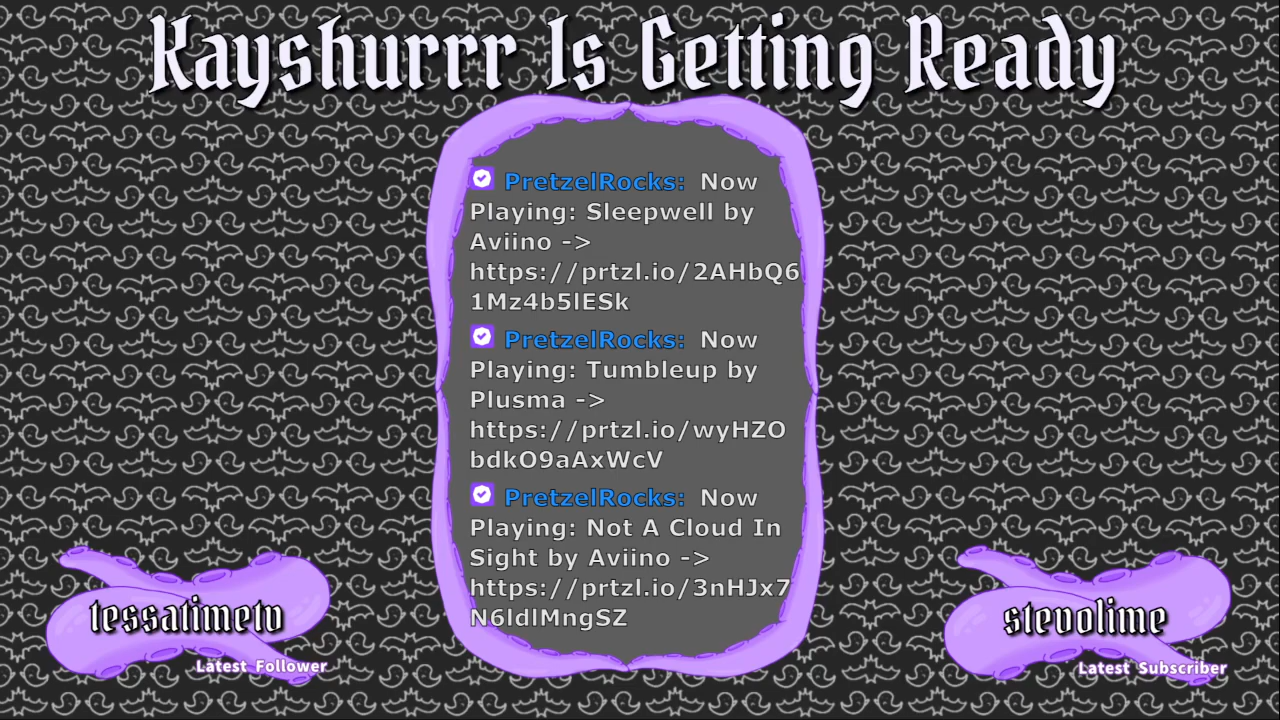 Kayshurrr Is Getting Ready
PretzelRocks: Now
Playing: Sleepwell by
Aviino ->
https://prtzl.io/2AHbQ6
1Mz4b5lESk
PretzelRocks: Now
Playing: Tumbleup by
Plusma ->
https://prtzl.io/wyHZO
bdkO9aAxWcV
PretzelRocks: Now
Playing: Not A Cloud In
Sight by Aviino ->
https://prtzl.io/3nHJx7
N6ldlMngSZ
tessatimetv
Latest Follower
stevolime
Latest Subscriber